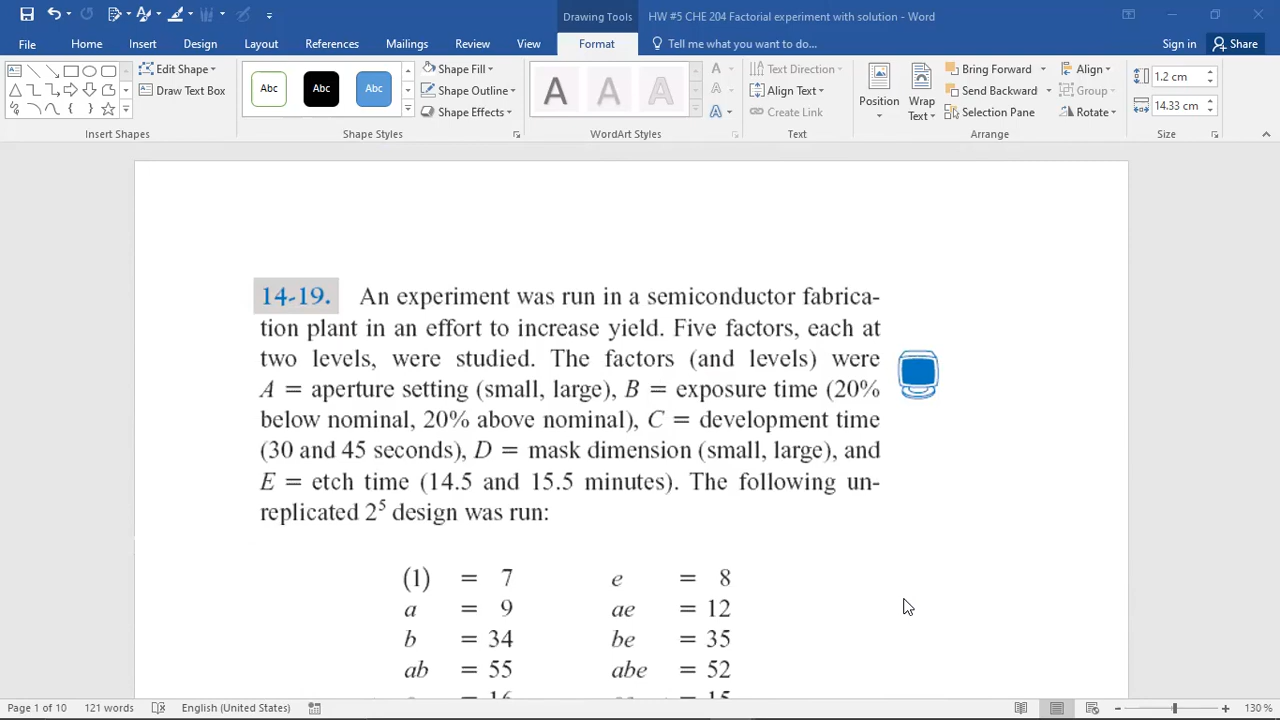 Drawing Tools
HW #5 CHE 204 Factorial experiment with solution - Word
File Home Insert Design Layout References Mailings Review View Format Tell me what you want to do... Sign in Share
Edit Shape Shape Fill Text Direction Bring Forward Align 1.2 cm
Draw Text Box Abc Abc Abc Shape Outline A A A Align Text Position Wrap Text Send Backward Group 14.33 cm
Shape Effects Create Link Selection Pane Rotate
Insert Shapes Shape Styles WordArt Styles Text Arrange Size
14-19. An experiment was run in a semiconductor fabrica-
tion plant in an effort to increase yield. Five factors, each at
two levels, were studied. The factors (and levels) were
A = aperture setting (small, large), B = exposure time (20%
below nominal, 20% above nominal), C = development time
(30 and 45 seconds), D = mask dimension (small, large), and
E = etch time (14.5 and 15.5 minutes). The following un-
replicated 2⁵ design was run:
(1) = 7 e = 8
a = 9 ae = 12
b = 34 be = 35
ab = 55 abe = 52
= 16 = 15
Page 1 of 10 121 words English (United States) 130 %